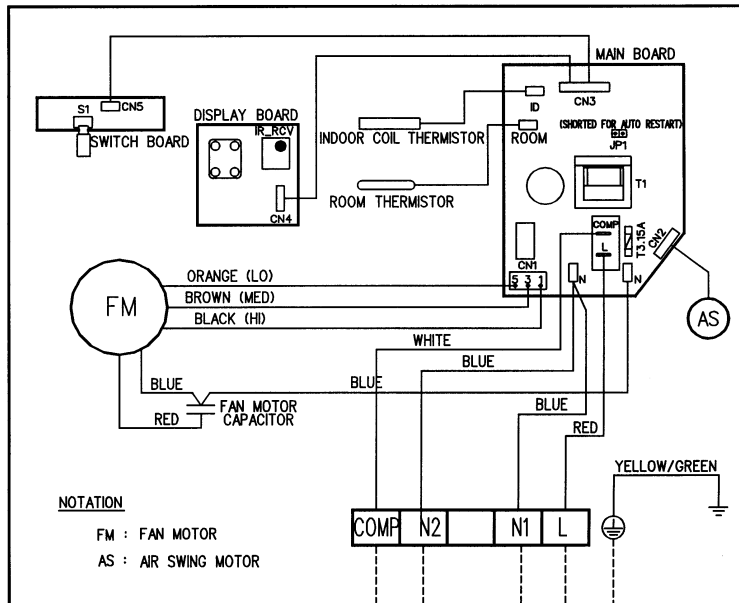 MAIN BOARD
S1
CN5
SWITCH BOARD
DISPLAY BOARD
IR_RCV
CN4
INDOOR COIL THERMISTOR
ROOM THERMISTOR
ID
CN3
ROOM
(SHORTED FOR AUTO RESTART)
JP1
T1
COMP
L
T3.15A
CN2
CN1
5 3 1
N
N
AS
FM
ORANGE (LO)
BROWN (MED)
BLACK (HI)
WHITE
BLUE
BLUE
BLUE
BLUE
RED
FAN MOTOR
CAPACITOR
RED
YELLOW/GREEN
NOTATION
FM : FAN MOTOR
AS : AIR SWING MOTOR
COMP N2 N1 L